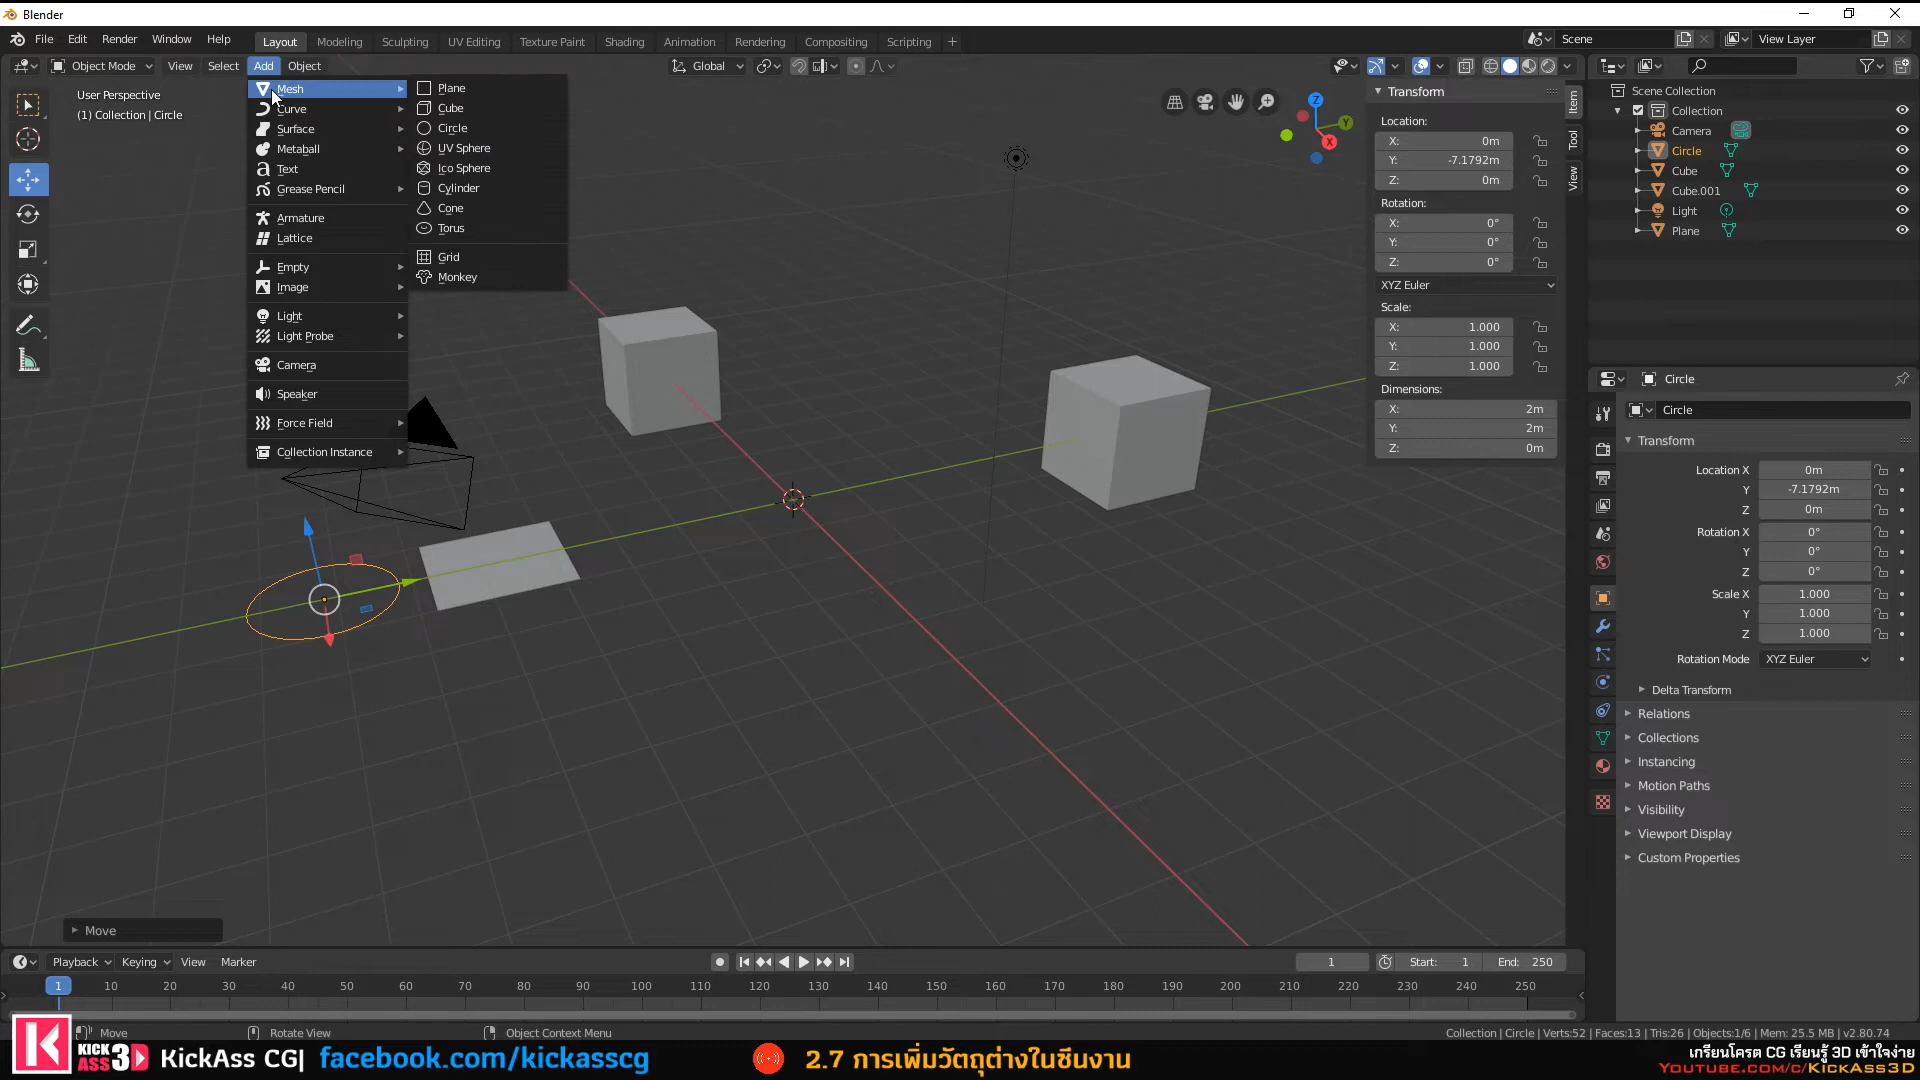 Blender
File Edit Render Window Help
Layout Modeling Sculpting UV Editing Texture Paint Shading Animation Rendering Compositing Scripting +
Scene
View Layer
Object Mode View Select Add Object
Global
User Perspective
(1) Collection | Circle
Mesh
Curve
Surface
Metaball
Text
Grease Pencil
Armature
Lattice
Empty
Image
Light
Light Probe
Camera
Speaker
Force Field
Collection Instance
Plane
Cube
Circle
UV Sphere
Ico Sphere
Cylinder
Cone
Torus
Grid
Monkey
Z
Y
X
Transform
Location:
X: 0m
Y: -7.1792m
Z: 0m
Rotation:
X: 0°
Y: 0°
Z: 0°
XYZ Euler
Scale:
X: 1.000
Y: 1.000
Z: 1.000
Dimensions:
X: 2m
Y: 2m
Z: 0m
Item
Tool
View
Scene Collection
Collection
Camera
Circle
Cube
Cube.001
Light
Plane
Circle
Circle
Transform
Location X 0m
Y -7.1792m
Z 0m
Rotation X 0°
Y 0°
Z 0°
Scale X 1.000
Y 1.000
Z 1.000
Rotation Mode XYZ Euler
Delta Transform
Relations
Collections
Instancing
Motion Paths
Visibility
Viewport Display
Custom Properties
Move
Playback Keying View Marker
1
Start: 1 End: 250
1 10 20 30 40 50 60 70 80 90 100 110 120 130 140 150 160 170 180 190 200 210 220 230 240 250
Move
Rotate View
Object Context Menu
Collection | Circle | Verts:52 | Faces:13 | Tris:26 | Objects:1/6 | Mem: 25.5 MB | v2.80.74
K
KICK
ASS 3D
KickAss CG| facebook.com/kickasscg
2.7 การเพิ่มวัตถุต่างในซีนงาน
เกรียนโครต CG เรียนรู้ 3D เข้าใจง่าย
YouTube.com/c/KickAss3D